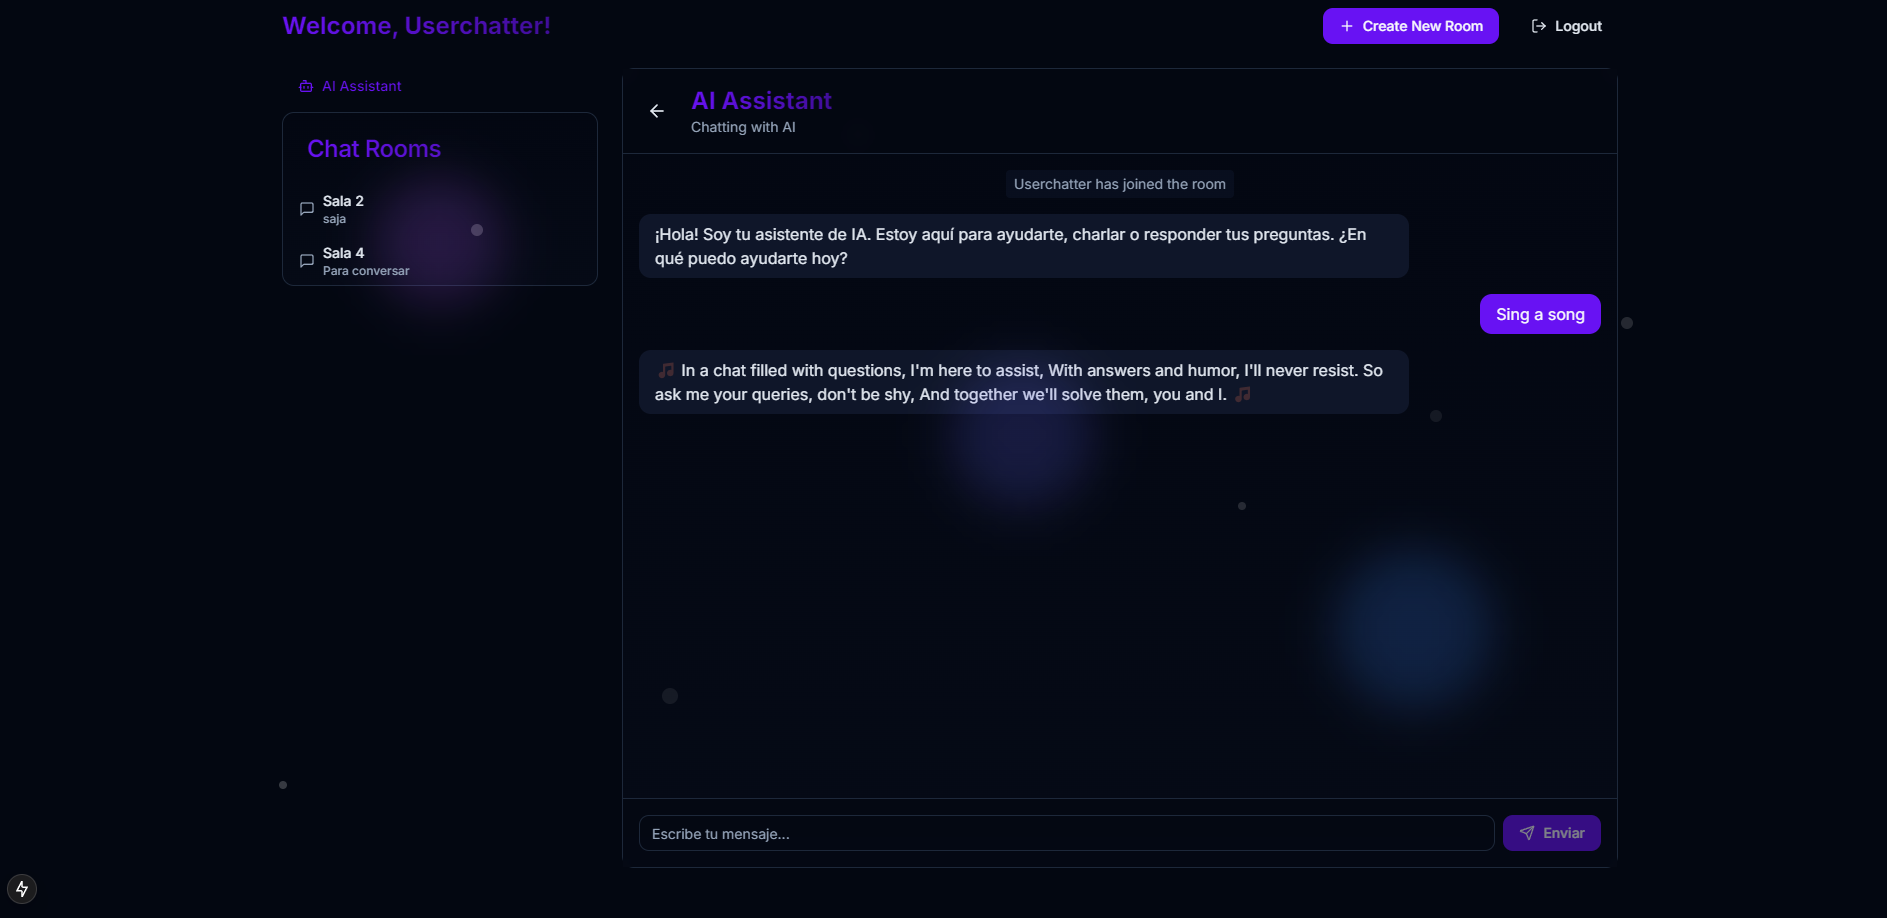 Welcome, Userchatter!
Create New Room
Logout
AI Assistant
Chat Rooms
Sala 2
saja
Sala 4
Para conversar
AI Assistant
Chatting with AI
Userchatter has joined the room
¡Hola! Soy tu asistente de IA. Estoy aquí para ayudarte, charlar o responder tus preguntas. ¿En
qué puedo ayudarte hoy?
Sing a song
🎵 In a chat filled with questions, I'm here to assist, With answers and humor, I'll never resist. So
ask me your queries, don't be shy, And together we'll solve them, you and I. 🎵
Escribe tu mensaje...
Enviar